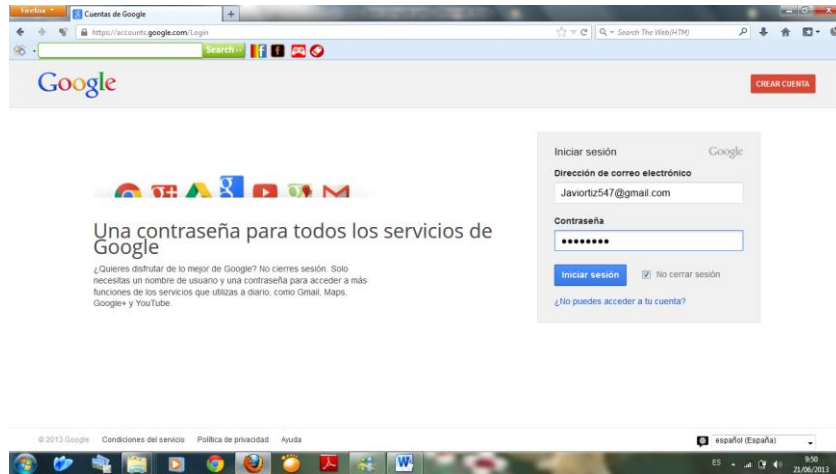 Firefox
Cuentas de Google
https://accounts.google.com/Login
Search The Web(HTM)
Search
Google
CREAR CUENTA
Iniciar sesión
Google
Dirección de correo electrónico
Javiortiz547@gmail.com
Contraseña
Una contraseña para todos los servicios de
Google
¿Quieres disfrutar de lo mejor de Google? No cierres sesión. Solo
necesitas un nombre de usuario y una contraseña para acceder a más
funciones de los servicios que utilizas a diario, como Gmail, Maps,
Google+ y YouTube.
Iniciar sesión
No cerrar sesión
¿No puedes acceder a tu cuenta?
© 2013 Google Condiciones del servicio Política de privacidad Ayuda
español (España)
ES
9:50
21/06/2013